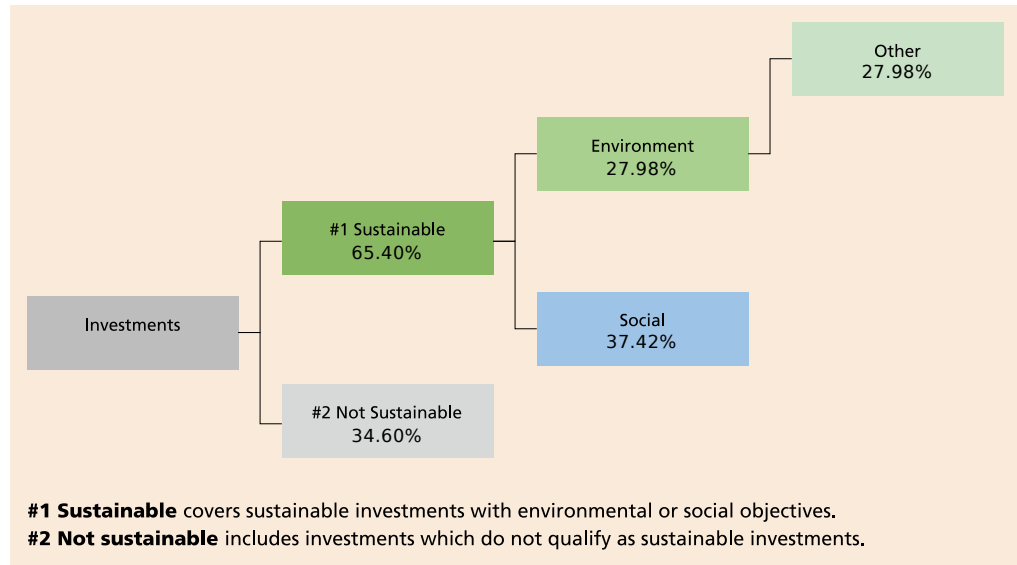 Other
27.98%
Environment
27.98%
#1 Sustainable
65.40%
Investments
Social
37.42%
#2 Not Sustainable
34.60%
#1 Sustainable covers sustainable investments with environmental or social objectives.
#2 Not sustainable includes investments which do not qualify as sustainable investments.